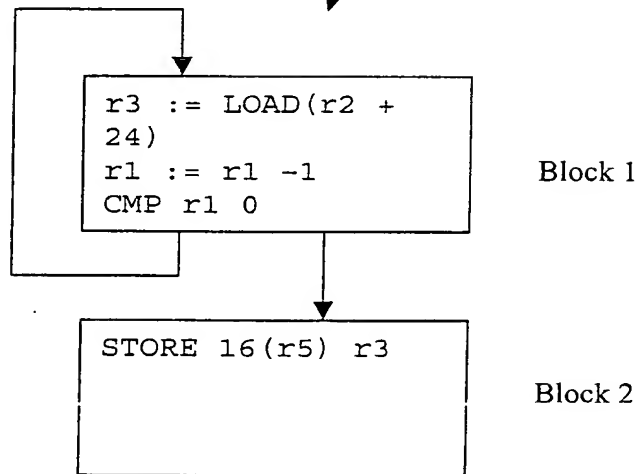 r3 := LOAD(r2 +
24)
r1 := r1 -1
CMP r1 0
Block 1
STORE 16(r5) r3
Block 2